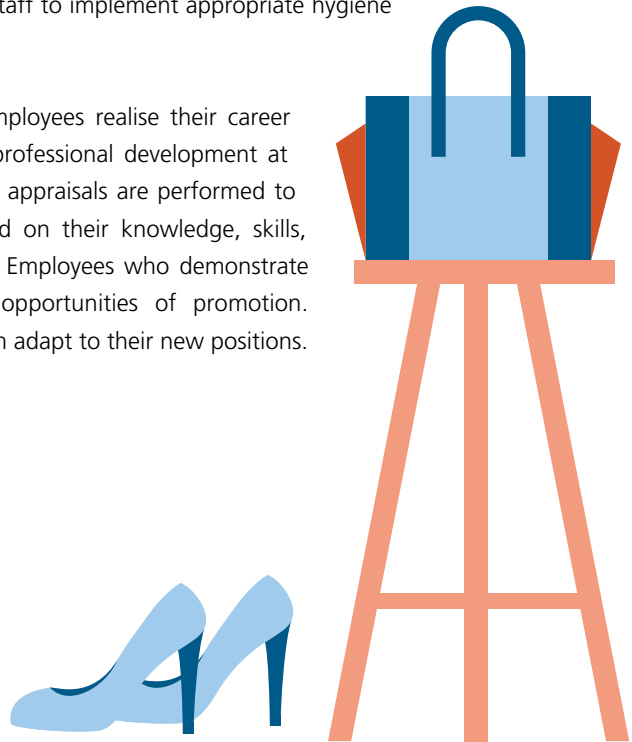 taff to implement appropriate hygiene
mployees realise their career
professional development at
appraisals are performed to
d on their knowledge, skills,
Employees who demonstrate
opportunities of promotion.
n adapt to their new positions.